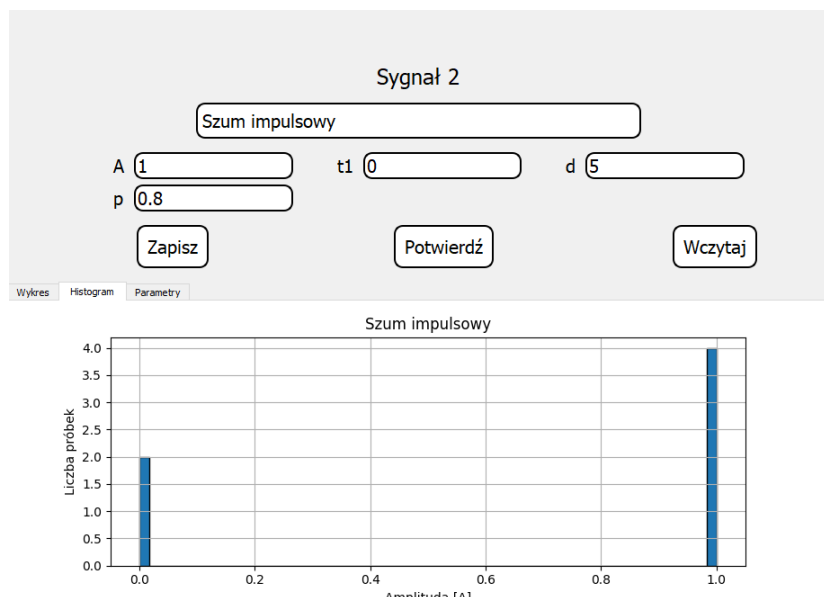 Sygnał 2
Szum impulsowy
A 1 t1 0 d 5
p 0.8
Zapisz Potwierdź Wczytaj
Wykres Histogram Parametry
Szum impulsowy
4.0
3.5
3.0
2.5
2.0
1.5
1.0
0.5
0.0
Liczba próbek
0.0 0.2 0.4 0.6 0.8 1.0
Amplituda [A]